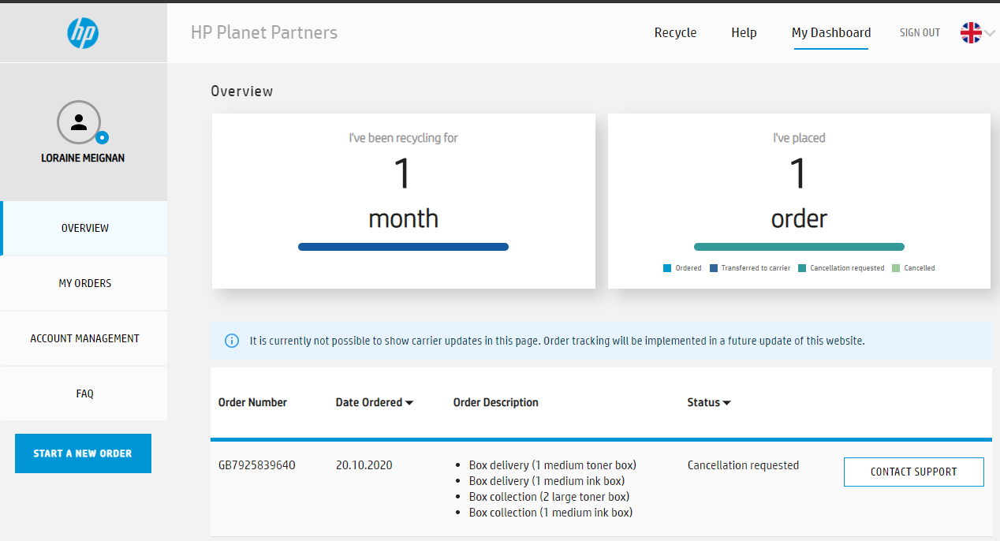 hp
HP Planet Partners
Recycle
Help
My Dashboard
SIGN OUT
LORAINE MEIGNAN
OVERVIEW
MY ORDERS
ACCOUNT MANAGEMENT
FAQ
START A NEW ORDER
Overview
I've been recycling for
1
month
I've placed
1
order
Ordered Transferred to carrier Cancellation requested Cancelled
It is currently not possible to show carrier updates in this page. Order tracking will be implemented in a future update of this website.
Order Number Date Ordered Order Description Status
GB7925839640 20.10.2020
Box delivery (1 medium toner box)
Box delivery (1 medium ink box)
Box collection (2 large toner box)
Box collection (1 medium ink box)
Cancellation requested
CONTACT SUPPORT